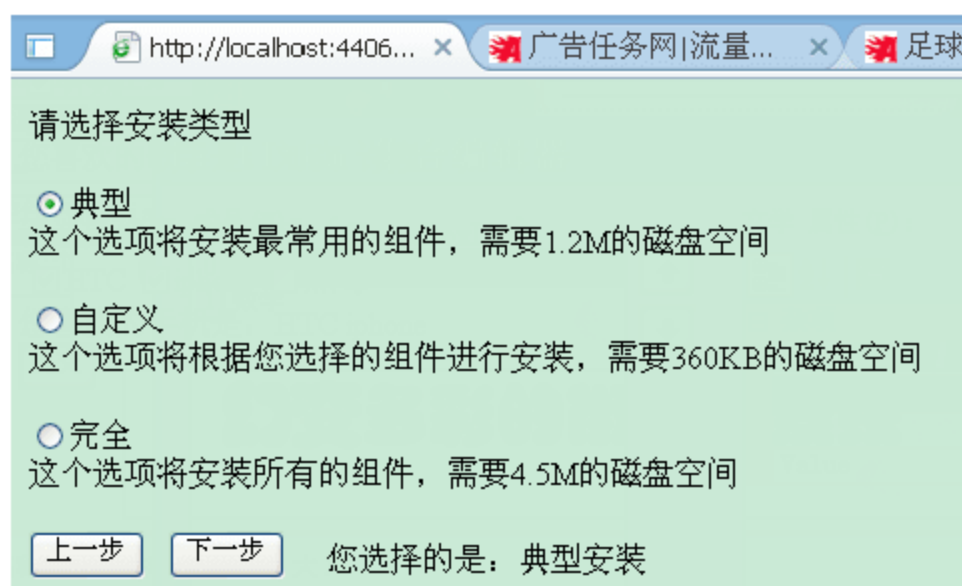 http://localhost:4406... 广告任务网|流量... 足球
请选择安装类型
典型
这个选项将安装最常用的组件，需要1.2M的磁盘空间
自定义
这个选项将根据您选择的组件进行安装，需要360KB的磁盘空间
完全
这个选项将安装所有的组件，需要4.5M的磁盘空间
上一步 下一步 您选择的是：典型安装